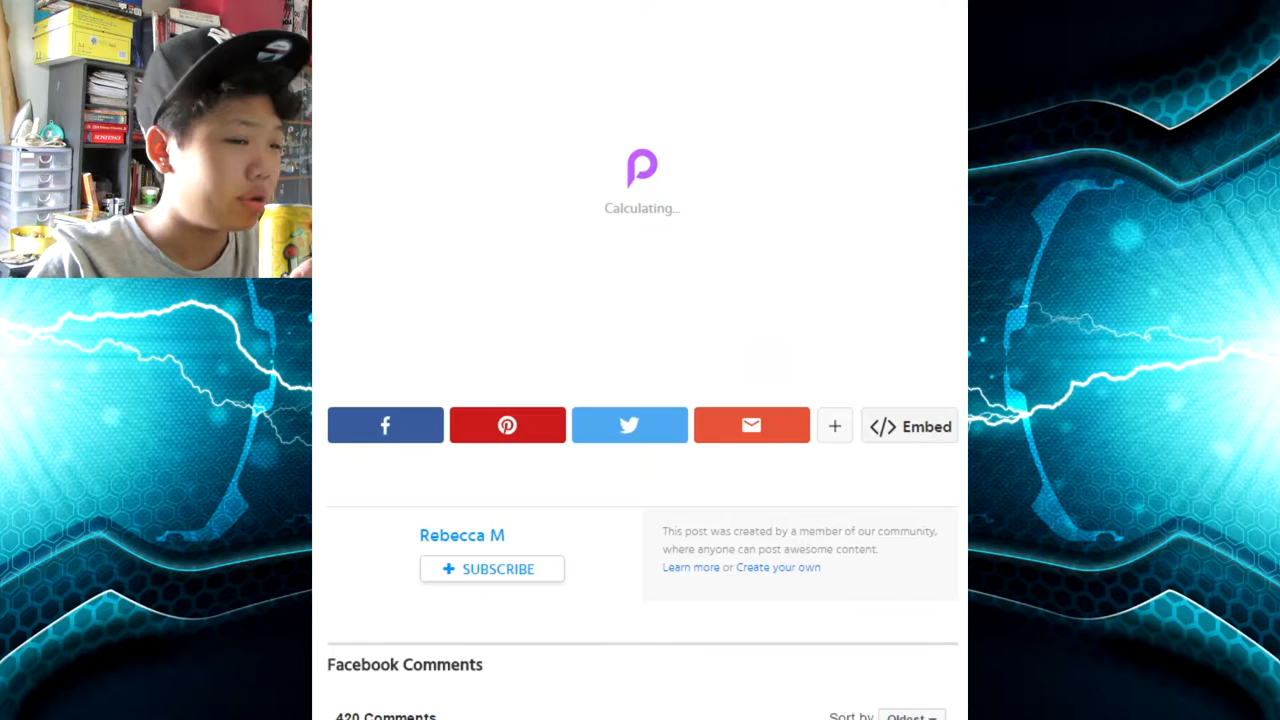 Calculating...
</> Embed
Rebecca M
+ SUBSCRIBE
This post was created by a member of our community,
where anyone can post awesome content.
Learn more or Create your own
Facebook Comments
420 Comments
Sort by Oldest